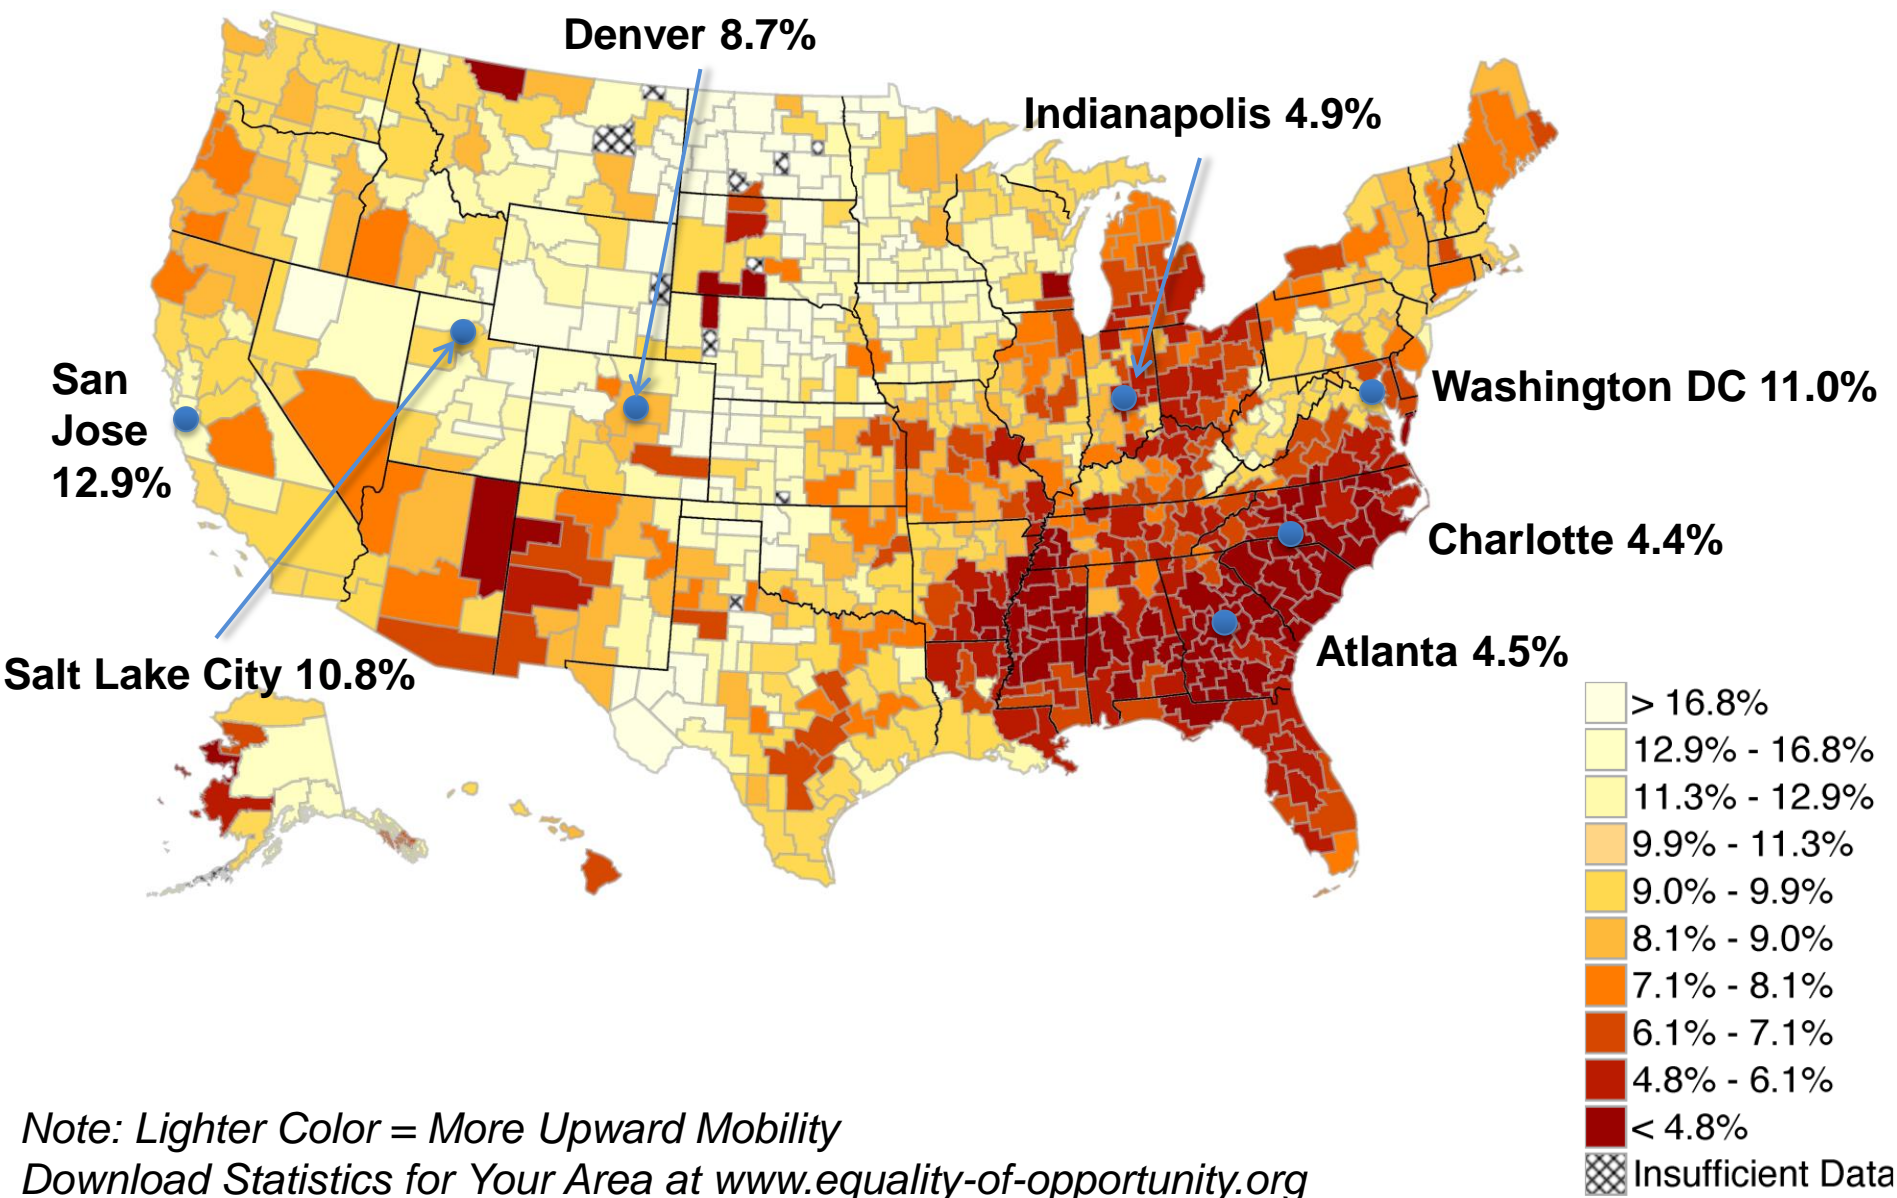 Denver 8.7%
Indianapolis 4.9%
San
Jose
12.9%
Washington DC 11.0%
Charlotte 4.4%
Atlanta 4.5%
Salt Lake City 10.8%
> 16.8%
12.9% - 16.8%
11.3% - 12.9%
9.9% - 11.3%
9.0% - 9.9%
8.1% - 9.0%
7.1% - 8.1%
6.1% - 7.1%
4.8% - 6.1%
< 4.8%
Insufficient Data
Note: Lighter Color = More Upward Mobility
Download Statistics for Your Area at www.equality-of-opportunity.org